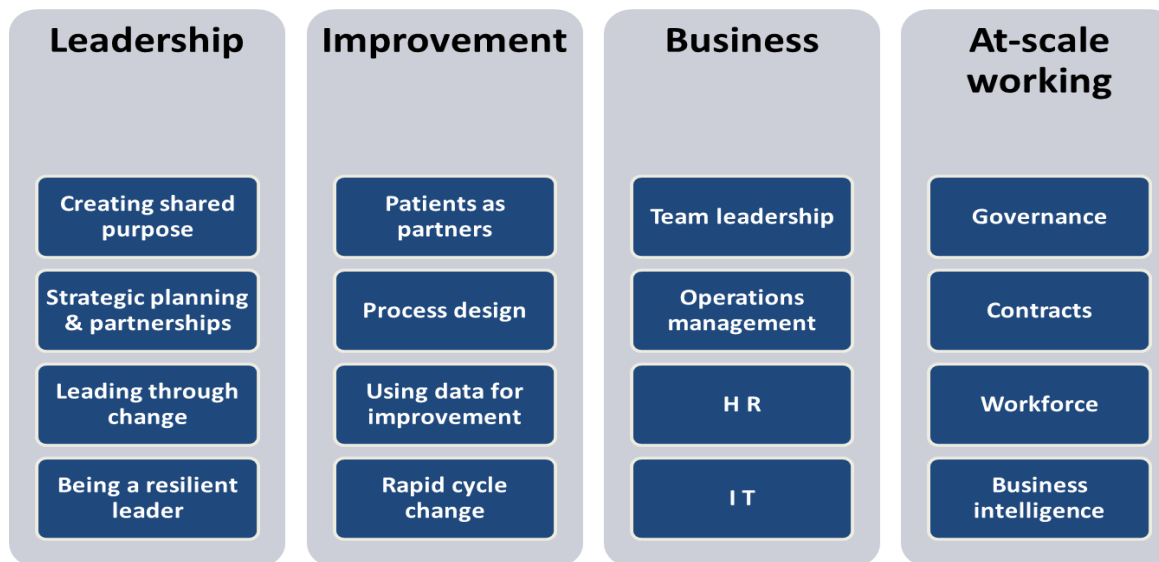 Leadership
Creating shared
purpose
Strategic planning
& partnerships
Leading through
change
Being a resilient
leader
Improvement
Patients as
partners
Process design
Using data for
improvement
Rapid cycle
change
Business
Team leadership
Operations
management
H R
I T
At-scale
working
Governance
Contracts
Workforce
Business
intelligence